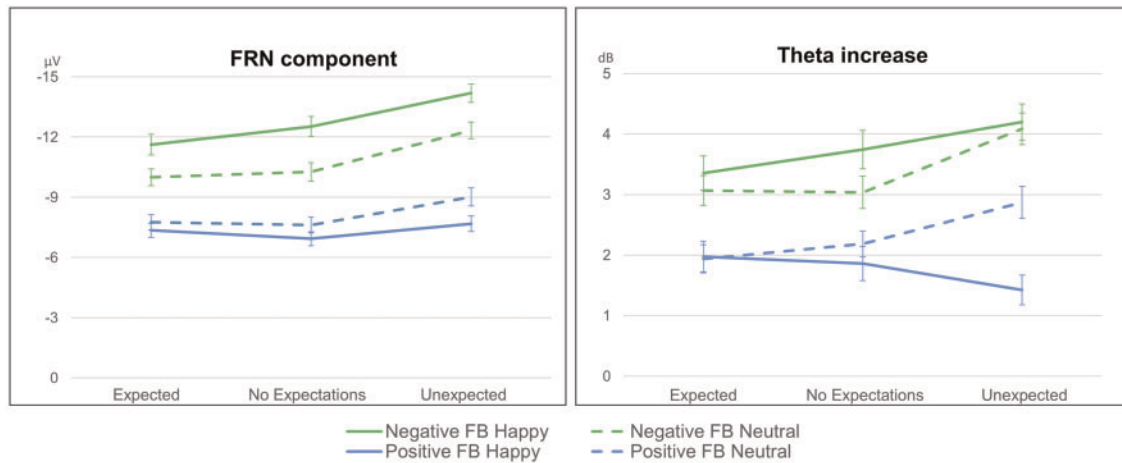 FRN component
µV
-15
-12
-9
-6
-3
0
Expected No Expectations Unexpected
Theta increase
dB
5
4
3
2
1
0
Expected No Expectations Unexpected
Negative FB Happy Negative FB Neutral
Positive FB Happy Positive FB Neutral